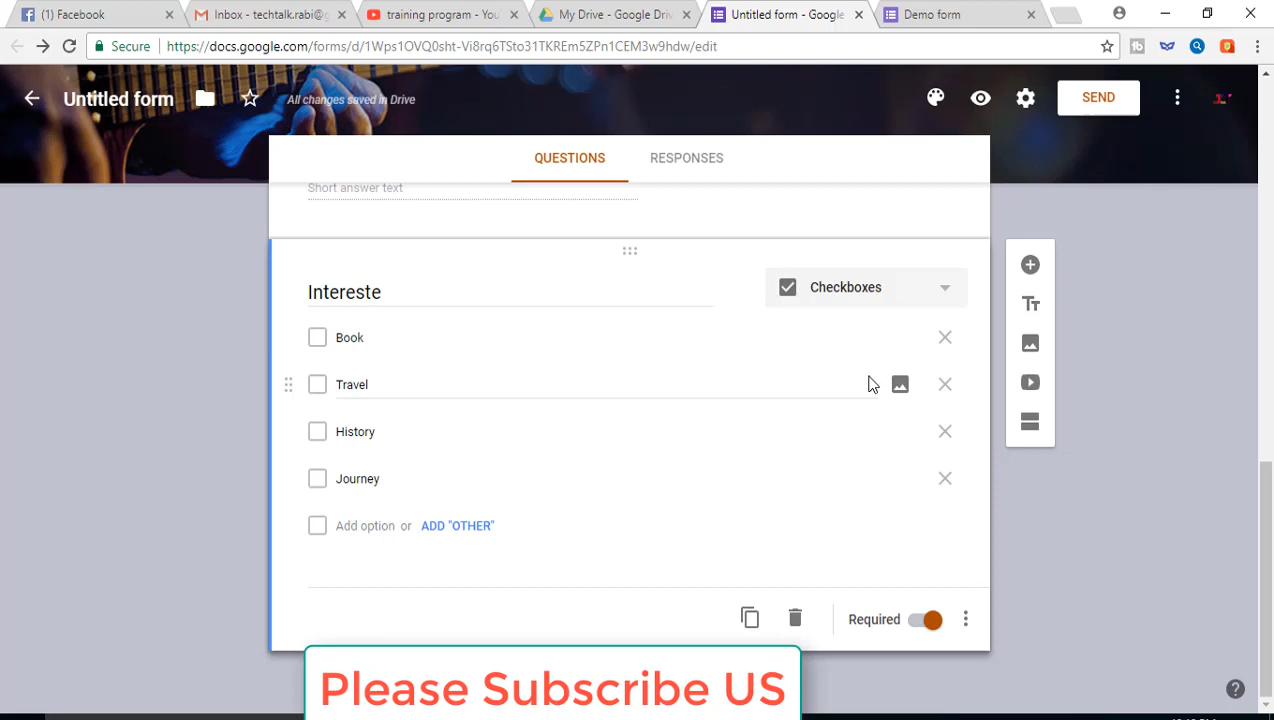 (1) Facebook
Inbox - techtalk.rabi@g
training program - You
My Drive - Google Driv
Untitled form - Google
Demo form
Secure
https://docs.google.com/forms/d/1Wps1OVQ0sht-Vi8rq6TSto31TKREm5ZPn1CEM3w9hdw/edit
Untitled form
All changes saved in Drive
SEND
QUESTIONS
RESPONSES
Short answer text
Intereste
Checkboxes
Book
Travel
History
Journey
Add option or ADD "OTHER"
Required
Please Subscribe US